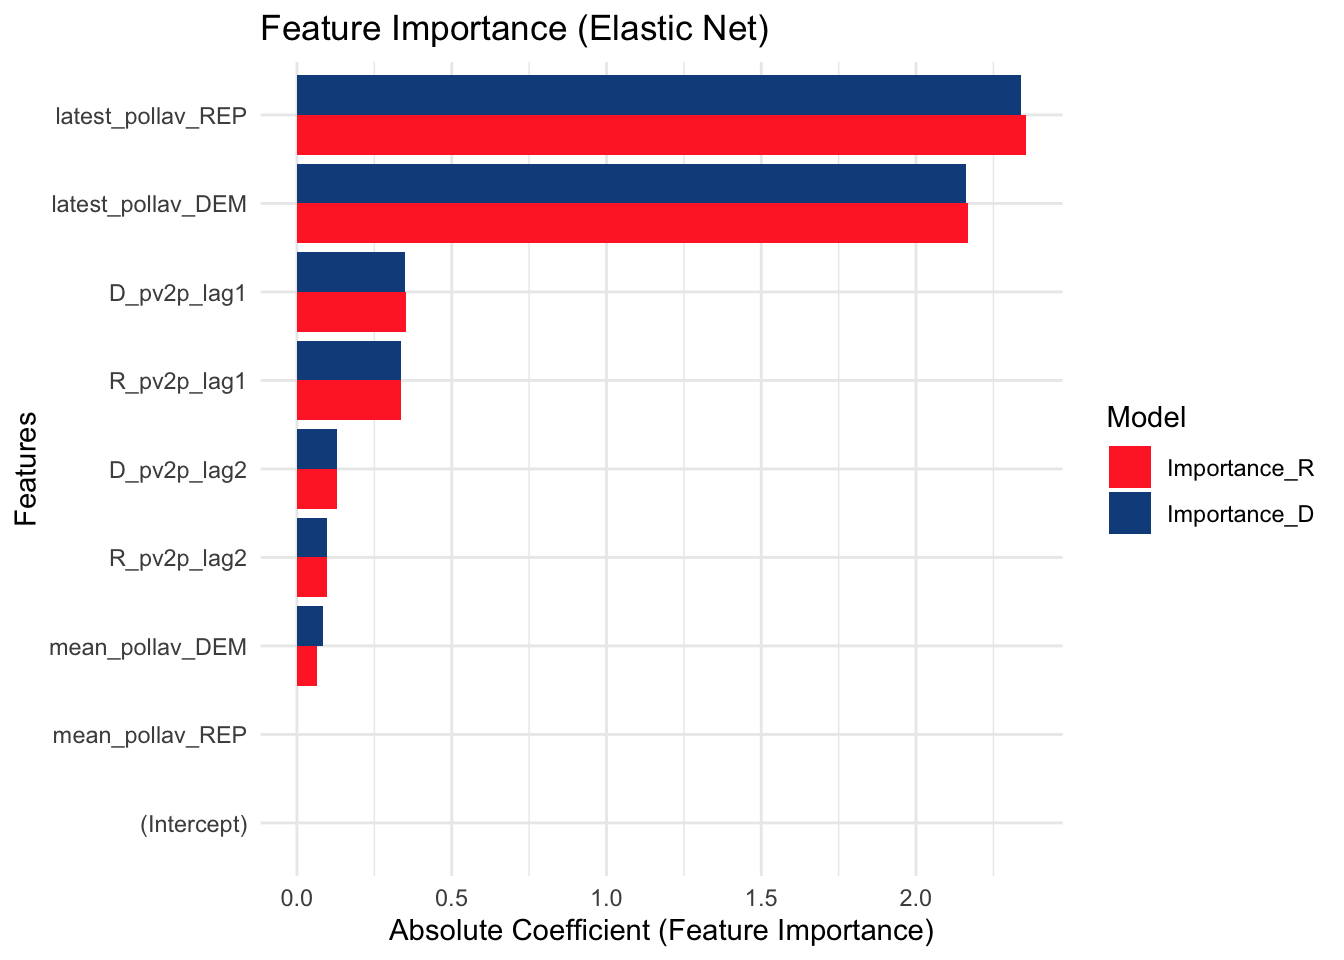 Feature Importance (Elastic Net)
latest_pollav_REP
latest_pollav_DEM
D_pv2p_lag1
R_pv2p_lag1
D_pv2p_lag2
R_pv2p_lag2
mean_pollav_DEM
mean_pollav_REP
(Intercept)
Features
0.0 0.5 1.0 1.5 2.0
Absolute Coefficient (Feature Importance)
Model
Importance_R
Importance_D